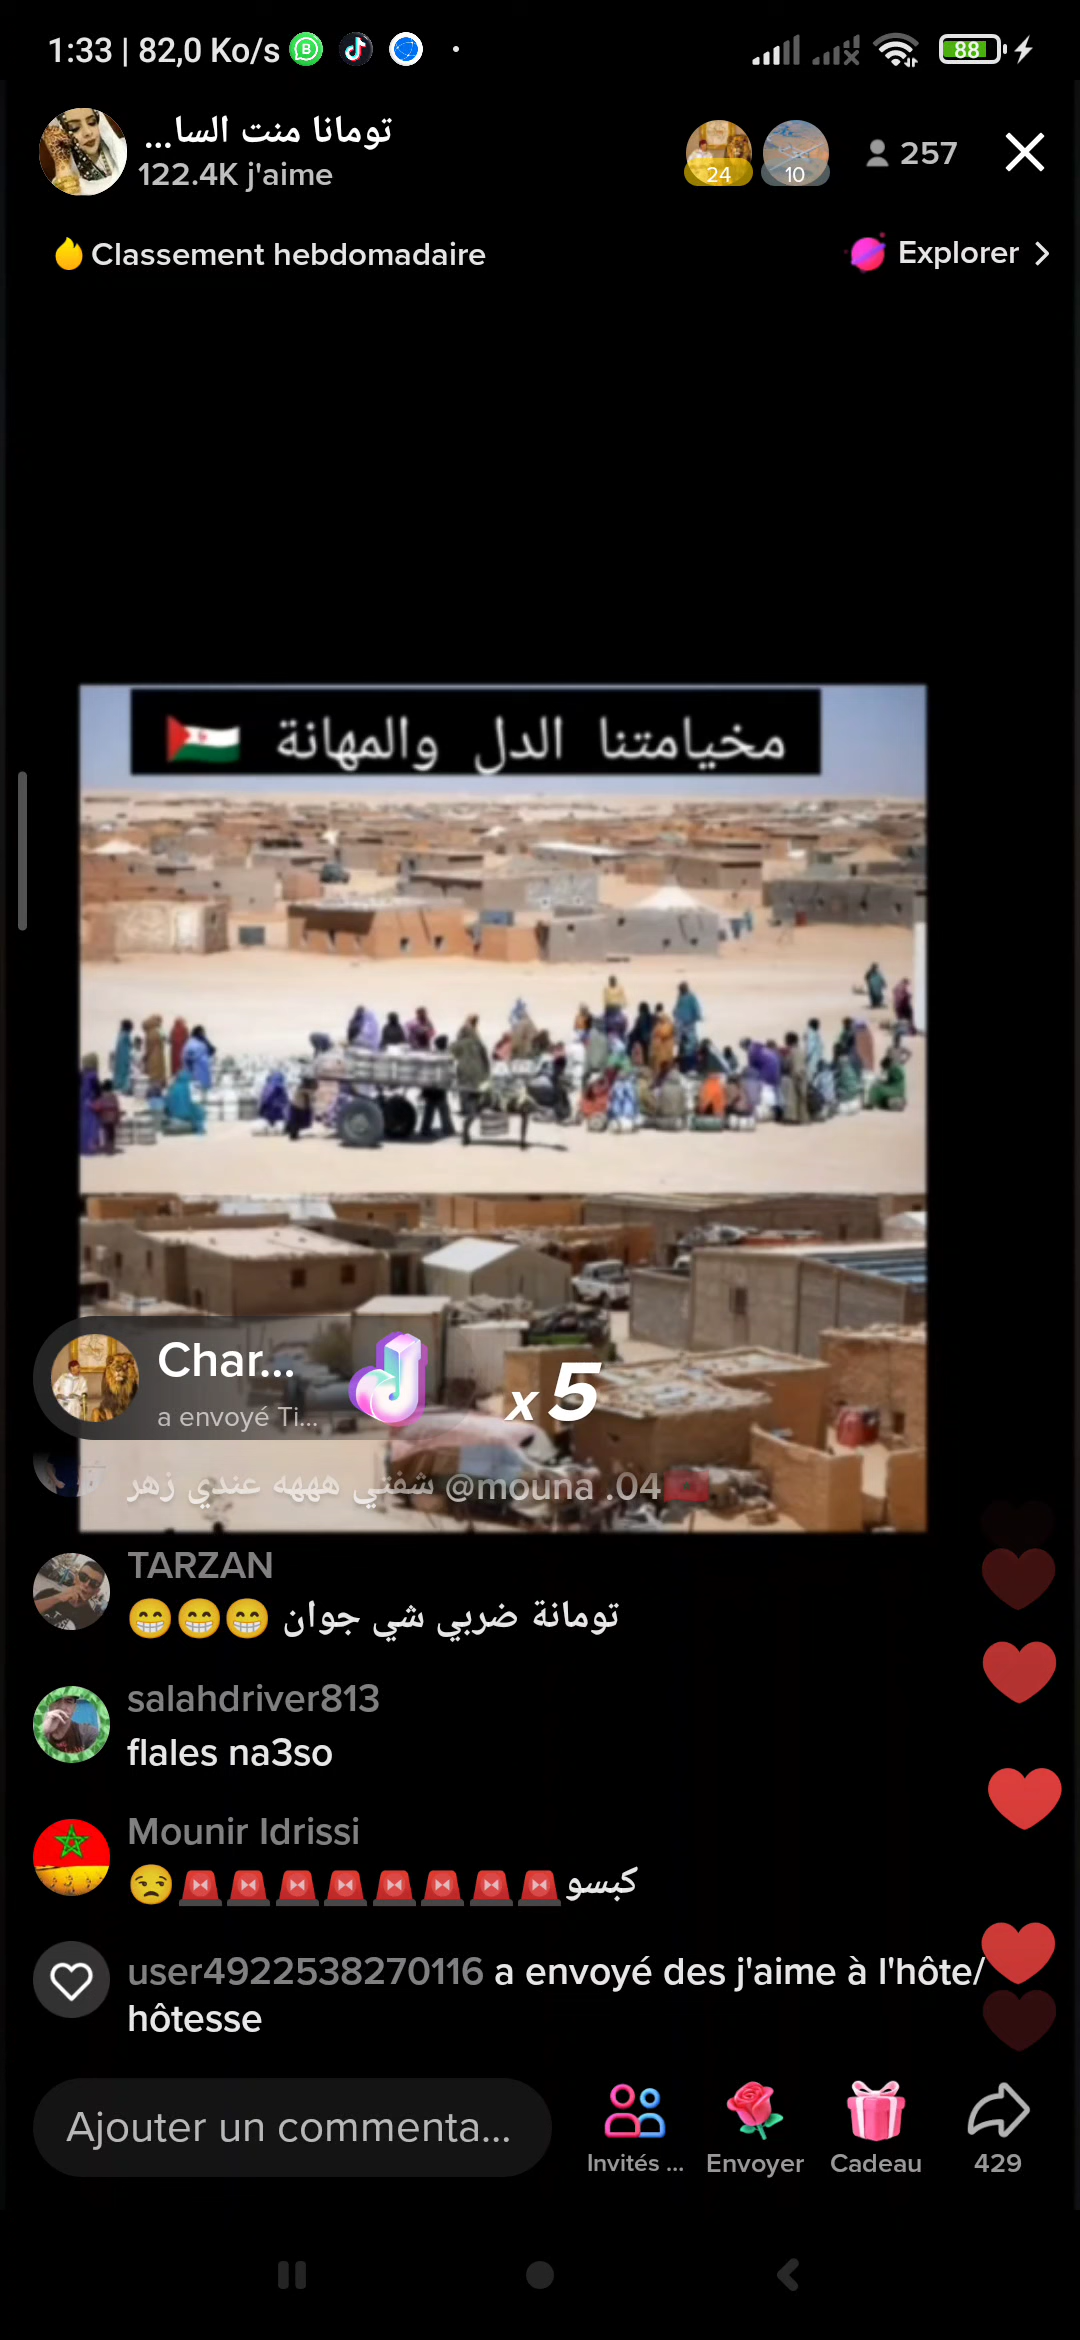 1:33 | 82,0 Ko/s
88
تومانا منت السا...
122.4K j'aime
24
10
257
Classement hebdomadaire
Explorer
مخيامتنا الدل والمهانة
Char...
a envoyé Ti...
x5
@mouna .04 شفتي هههه عندي زهر
TARZAN
تومانة ضربي شي جوان 😁😁😁
salahdriver813
flales na3so
Mounir Idrissi
😒🚨🚨🚨🚨🚨🚨🚨🚨كبسو
user4922538270116 a envoyé des j'aime à l'hôte/
hôtesse
Ajouter un commenta...
Invités ...
Envoyer
Cadeau
429